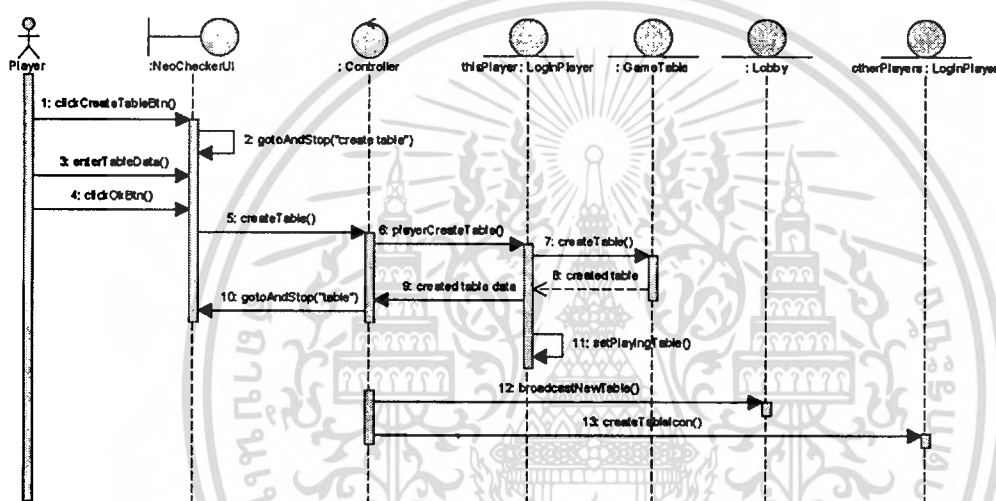 Player
:NeoCheckerUI
: Controller
thisPlayer : LoginPlayer
: GameTable
: Lobby
otherPlayers : LoginPlayer
1: clickCreateTableBtn()
2: gotoAndStop("create table")
3: enterTableData()
4: clickOkBtn()
5: createTable()
6: playerCreateTable()
7: createTable()
8: created table
9: created table data
10: gotoAndStop("table")
11: setPlayingTable()
12: broadcastNewTable()
13: createTableIcon()